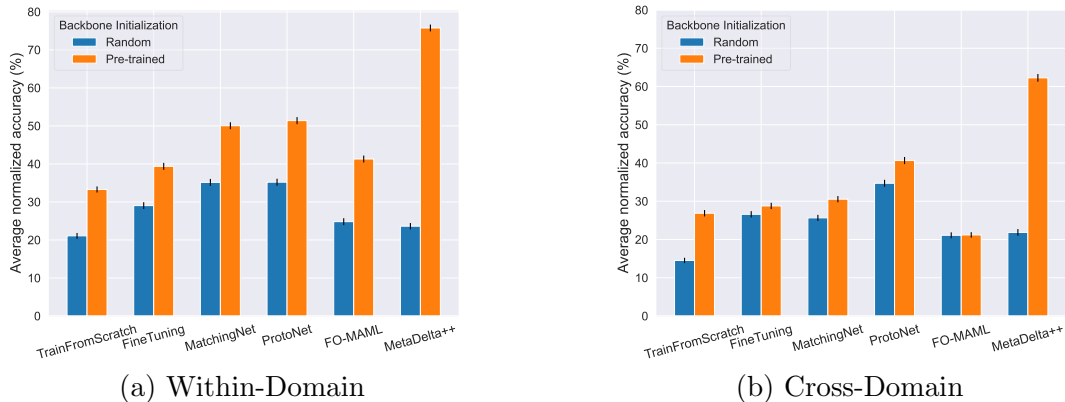 80
70
60
50
40
30
20
10
0
Average normalized accuracy (%)
Backbone Initialization
Random
Pre-trained
TrainFromScratch
FineTuning
MatchingNet
ProtoNet
FO-MAML
MetaDelta++
(a) Within-Domain
80
70
60
50
40
30
20
10
0
Average normalized accuracy (%)
Backbone Initialization
Random
Pre-trained
TrainFromScratch
FineTuning
MatchingNet
ProtoNet
FO-MAML
MetaDelta++
(b) Cross-Domain